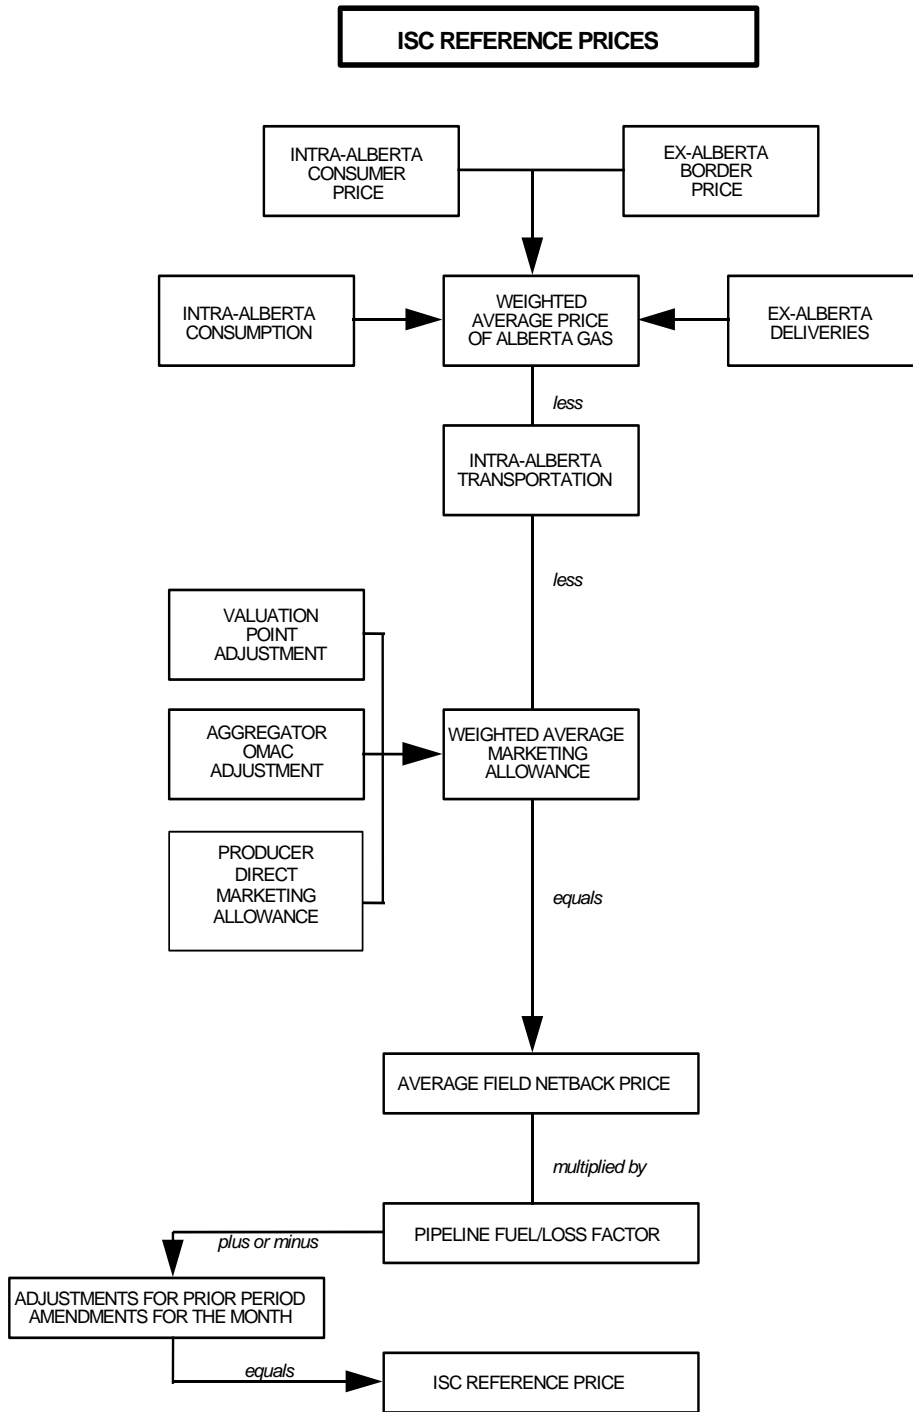 ISC REFERENCE PRICES
INTRA-ALBERTA
CONSUMER
PRICE
EX-ALBERTA
BORDER
PRICE
INTRA-ALBERTA
CONSUMPTION
WEIGHTED
AVERAGE PRICE
OF ALBERTA GAS
EX-ALBERTA
DELIVERIES
less
INTRA-ALBERTA
TRANSPORTATION
less
VALUATION
POINT
ADJUSTMENT
AGGREGATOR
OMAC
ADJUSTMENT
WEIGHTED AVERAGE
MARKETING
ALLOWANCE
PRODUCER
DIRECT
MARKETING
ALLOWANCE
equals
AVERAGE FIELD NETBACK PRICE
multiplied by
PIPELINE FUEL/LOSS FACTOR
plus or minus
ADJUSTMENTS FOR PRIOR PERIOD
AMENDMENTS FOR THE MONTH
equals
ISC REFERENCE PRICE